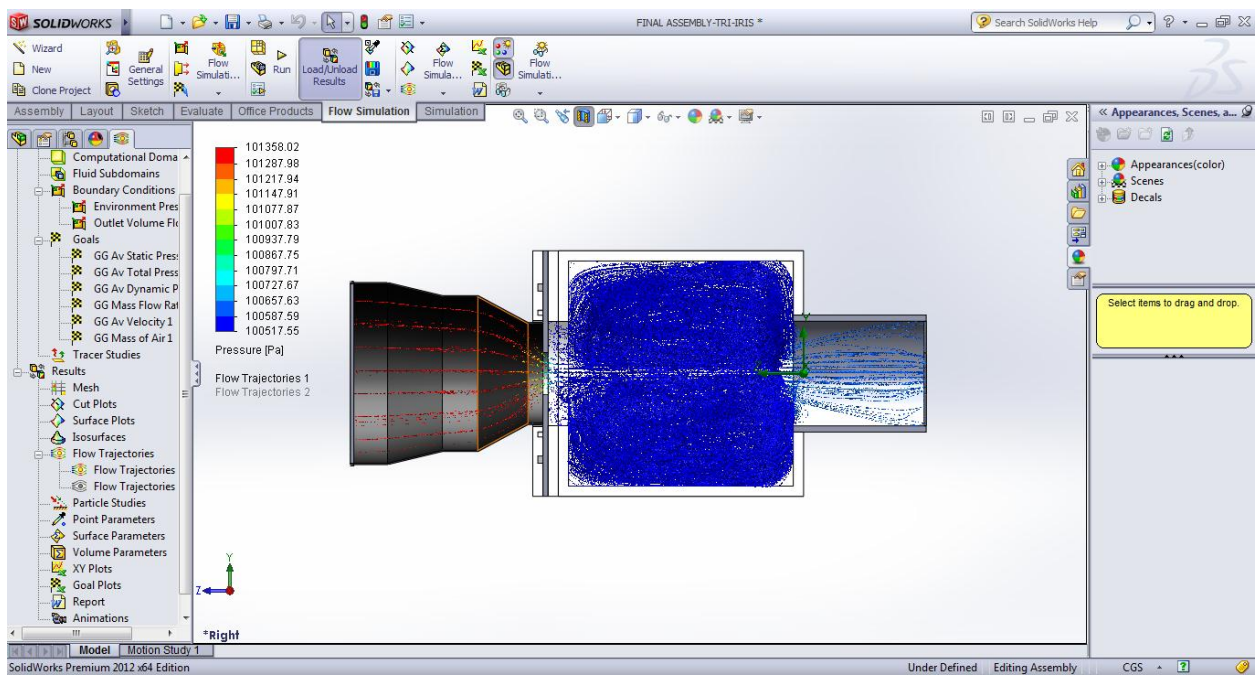 SOLIDWORKS
FINAL ASSEMBLY-TRI-IRIS *
Search SolidWorks Help
Wizard
New
Clone Project
General Settings
Flow Simulati...
Run
Load/Unload Results
Flow Simula...
Flow Simulati...
Assembly Layout Sketch Evaluate Office Products Flow Simulation Simulation
Computational Doma
Fluid Subdomains
Boundary Conditions
Environment Pres
Outlet Volume Flo
Goals
GG Av Static Press
GG Av Total Press
GG Av Dynamic P
GG Mass Flow Rat
GG Av Velocity 1
GG Mass of Air 1
Tracer Studies
Results
Mesh
Cut Plots
Surface Plots
Isosurfaces
Flow Trajectories
Flow Trajectories
Flow Trajectories
Particle Studies
Point Parameters
Surface Parameters
Volume Parameters
XY Plots
Goal Plots
Report
Animations
101358.02
101287.98
101217.94
101147.91
101077.87
101007.83
100937.79
100867.75
100797.71
100727.67
100657.63
100587.59
100517.55
Pressure [Pa]
Flow Trajectories 1
Flow Trajectories 2
Y
Y
Z
*Right
Appearances, Scenes, a...
Appearances(color)
Scenes
Decals
Select items to drag and drop.
Model Motion Study 1
SolidWorks Premium 2012 x64 Edition
Under Defined Editing Assembly CGS